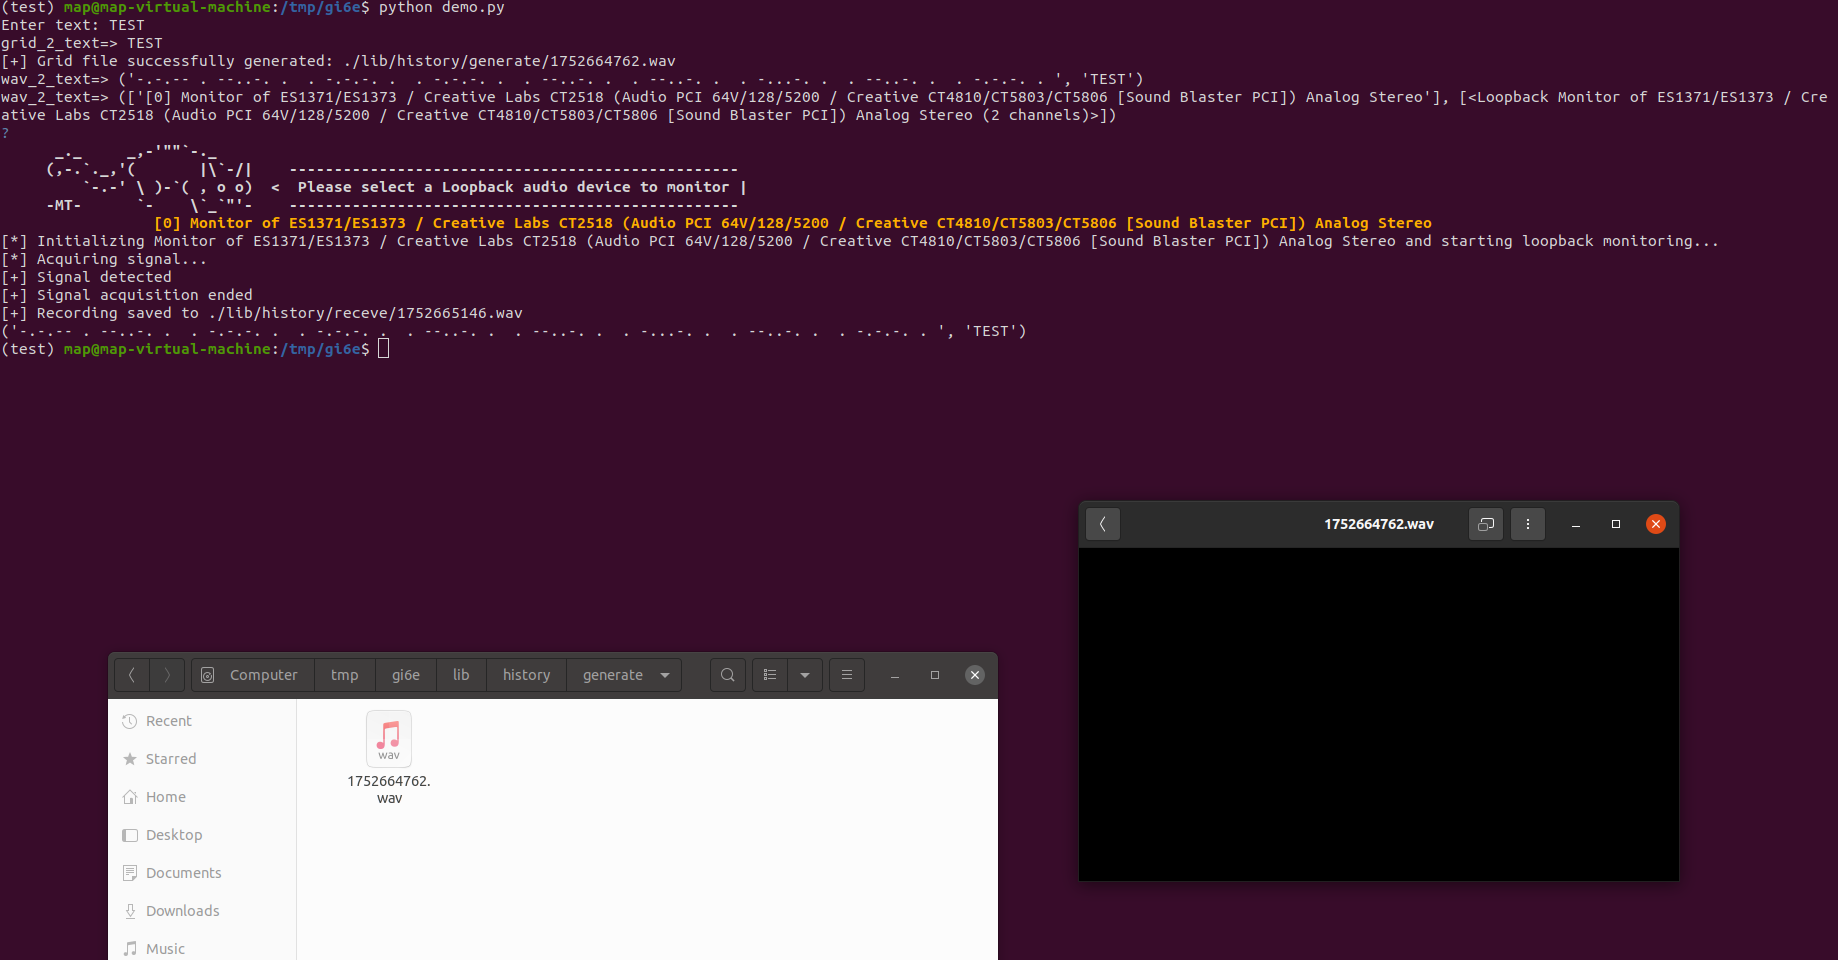 (test) map@map-virtual-machine:/tmp/gi6e$ python demo.py
Enter text: TEST
grid_2_text=> TEST
[+] Grid file successfully generated: ./lib/history/generate/1752664762.wav
wav_2_text=> ('-.-.-- . --..-. .  . -.-.-. .  . -.-.-. .  . --..-. .  . --..-. .  . -...-. .  . --..-. .  . -.-.-. . ', 'TEST')
wav_2_text=> (['[0] Monitor of ES1371/ES1373 / Creative Labs CT2518 (Audio PCI 64V/128/5200 / Creative CT4810/CT5803/CT5806 [Sound Blaster PCI]) Analog Stereo'], [<Loopback Monitor of ES1371/ES1373 / Cre
ative Labs CT2518 (Audio PCI 64V/128/5200 / Creative CT4810/CT5803/CT5806 [Sound Blaster PCI]) Analog Stereo (2 channels)>])
?
      _._     _,-'""`-._
     (,-.`._,'(       |\`-/|    --------------------------------------------------
         `-.-' \ )-`( , o o)  <  Please select a Loopback audio device to monitor |
     -MT-      `-    \`_`"'-    --------------------------------------------------
                 [0] Monitor of ES1371/ES1373 / Creative Labs CT2518 (Audio PCI 64V/128/5200 / Creative CT4810/CT5803/CT5806 [Sound Blaster PCI]) Analog Stereo
[*] Initializing Monitor of ES1371/ES1373 / Creative Labs CT2518 (Audio PCI 64V/128/5200 / Creative CT4810/CT5803/CT5806 [Sound Blaster PCI]) Analog Stereo and starting loopback monitoring...
[*] Acquiring signal...
[+] Signal detected
[+] Signal acquisition ended
[+] Recording saved to ./lib/history/receve/1752665146.wav
('-.-.-- . --..-. .  . -.-.-. .  . -.-.-. .  . --..-. .  . --..-. .  . -...-. .  . --..-. .  . -.-.-. . ', 'TEST')
(test) map@map-virtual-machine:/tmp/gi6e$
1752664762.wav
Computer tmp gi6e lib history generate
Recent
Starred
Home
Desktop
Documents
Downloads
Music
wav
1752664762.
wav